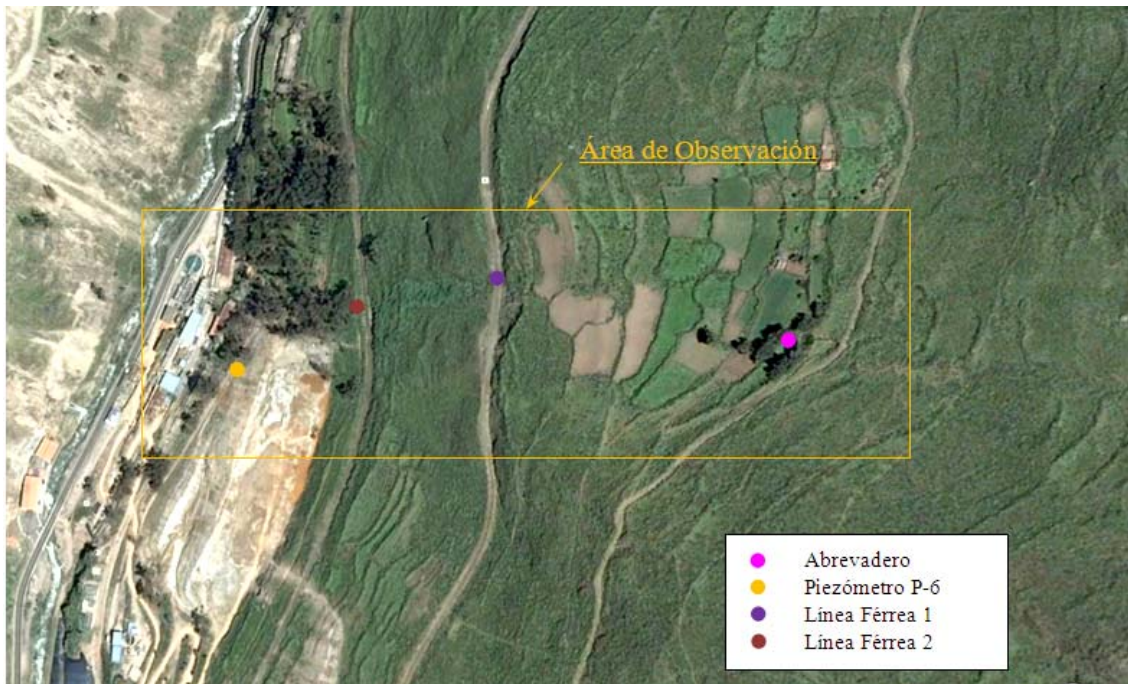 Área de Observación
Abrevadero
Piezómetro P-6
Línea Férrea 1
Línea Férrea 2